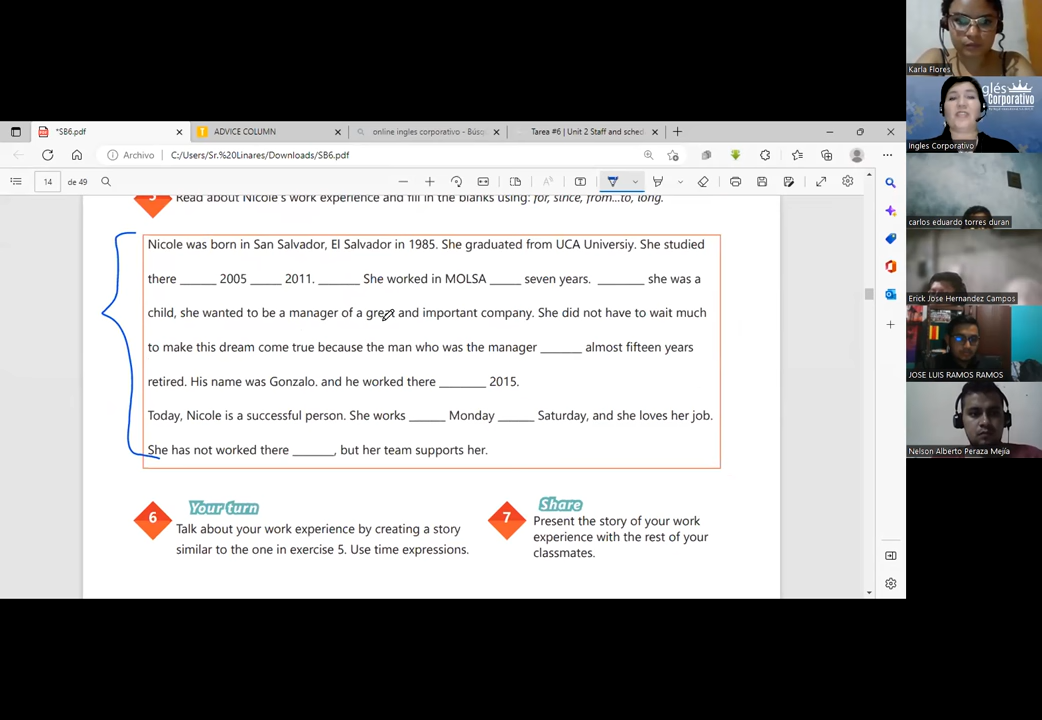 *SB6.pdf
ADVICE COLUMN
online ingles corporativo - Búsq
Tarea #6 | Unit 2 Staff and sched
Archivo
C:/Users/Sr.%20Linares/Downloads/SB6.pdf
14
de 49
Read about Nicole's work experience and fill in the blanks using: for, since, from...to, long.
Nicole was born in San Salvador, El Salvador in 1985. She graduated from UCA Universiy. She studied
there ______ 2005 _____ 2011. _______ She worked in MOLSA _____ seven years. ________ she was a
child, she wanted to be a manager of a great and important company. She did not have to wait much
to make this dream come true because the man who was the manager _______ almost fifteen years
retired. His name was Gonzalo. and he worked there ________ 2015.
Today, Nicole is a successful person. She works ______ Monday ______ Saturday, and she loves her job.
She has not worked there _______, but her team supports her.
6
Your turn
Talk about your work experience by creating a story
similar to the one in exercise 5. Use time expressions.
7
Share
Present the story of your work
experience with the rest of your
classmates.
Karla Flores
glés
Corporativo
Ingles Corporativo
carlos eduardo torres duran
Erick Jose Hernandez Campos
JOSE LUIS RAMOS RAMOS
Nelson Alberto Peraza Mejía